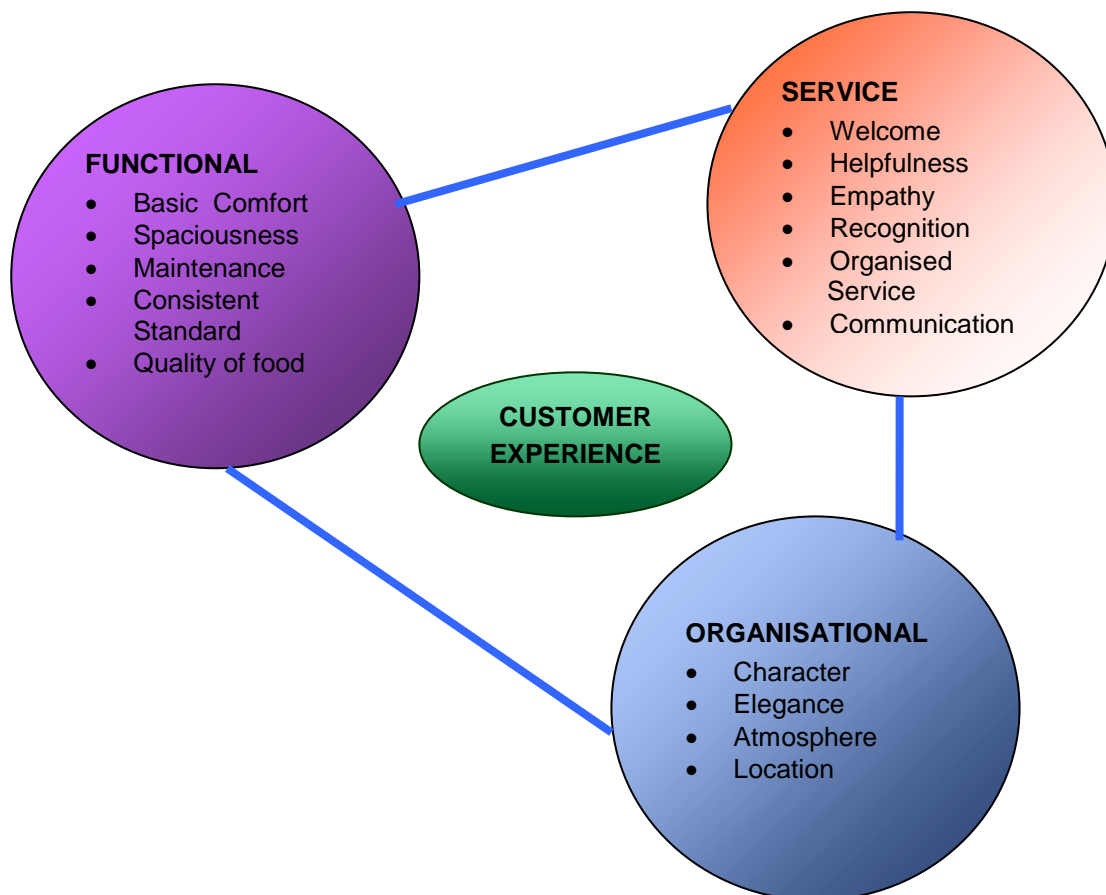 FUNCTIONAL
• Basic Comfort
• Spaciousness
• Maintenance
• Consistent
Standard
• Quality of food
SERVICE
• Welcome
• Helpfulness
• Empathy
• Recognition
• Organised
Service
• Communication
CUSTOMER
EXPERIENCE
ORGANISATIONAL
• Character
• Elegance
• Atmosphere
• Location